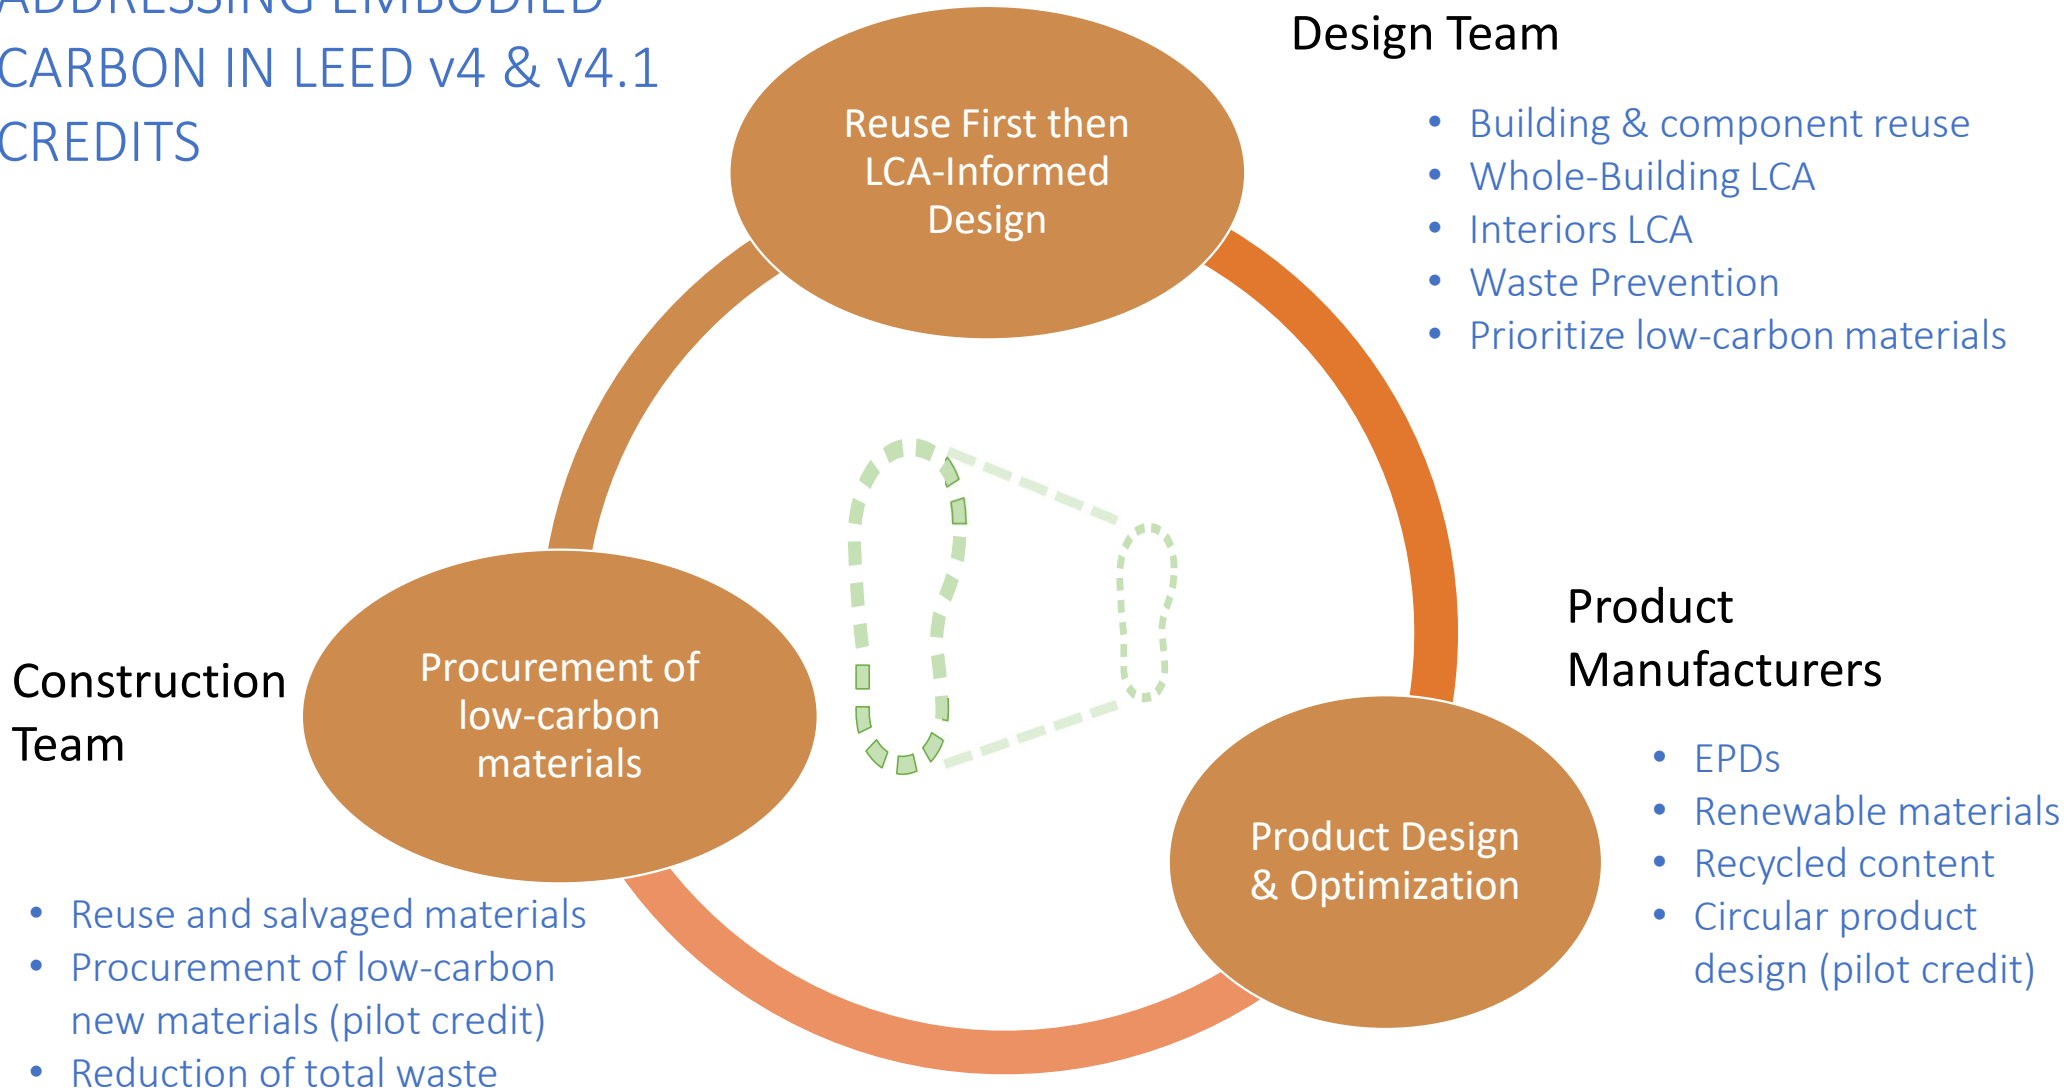 ADDRESSING EMBODIED
CARBON IN LEED v4 & v4.1
CREDITS
Reuse First then
LCA-Informed
Design
Design Team
• Building & component reuse
• Whole-Building LCA
• Interiors LCA
• Waste Prevention
• Prioritize low-carbon materials
Product
Manufacturers
• EPDs
• Renewable materials
• Recycled content
• Circular product
design (pilot credit)
Product Design
& Optimization
Procurement of
low-carbon
materials
Construction
Team
• Reuse and salvaged materials
• Procurement of low-carbon
new materials (pilot credit)
• Reduction of total waste